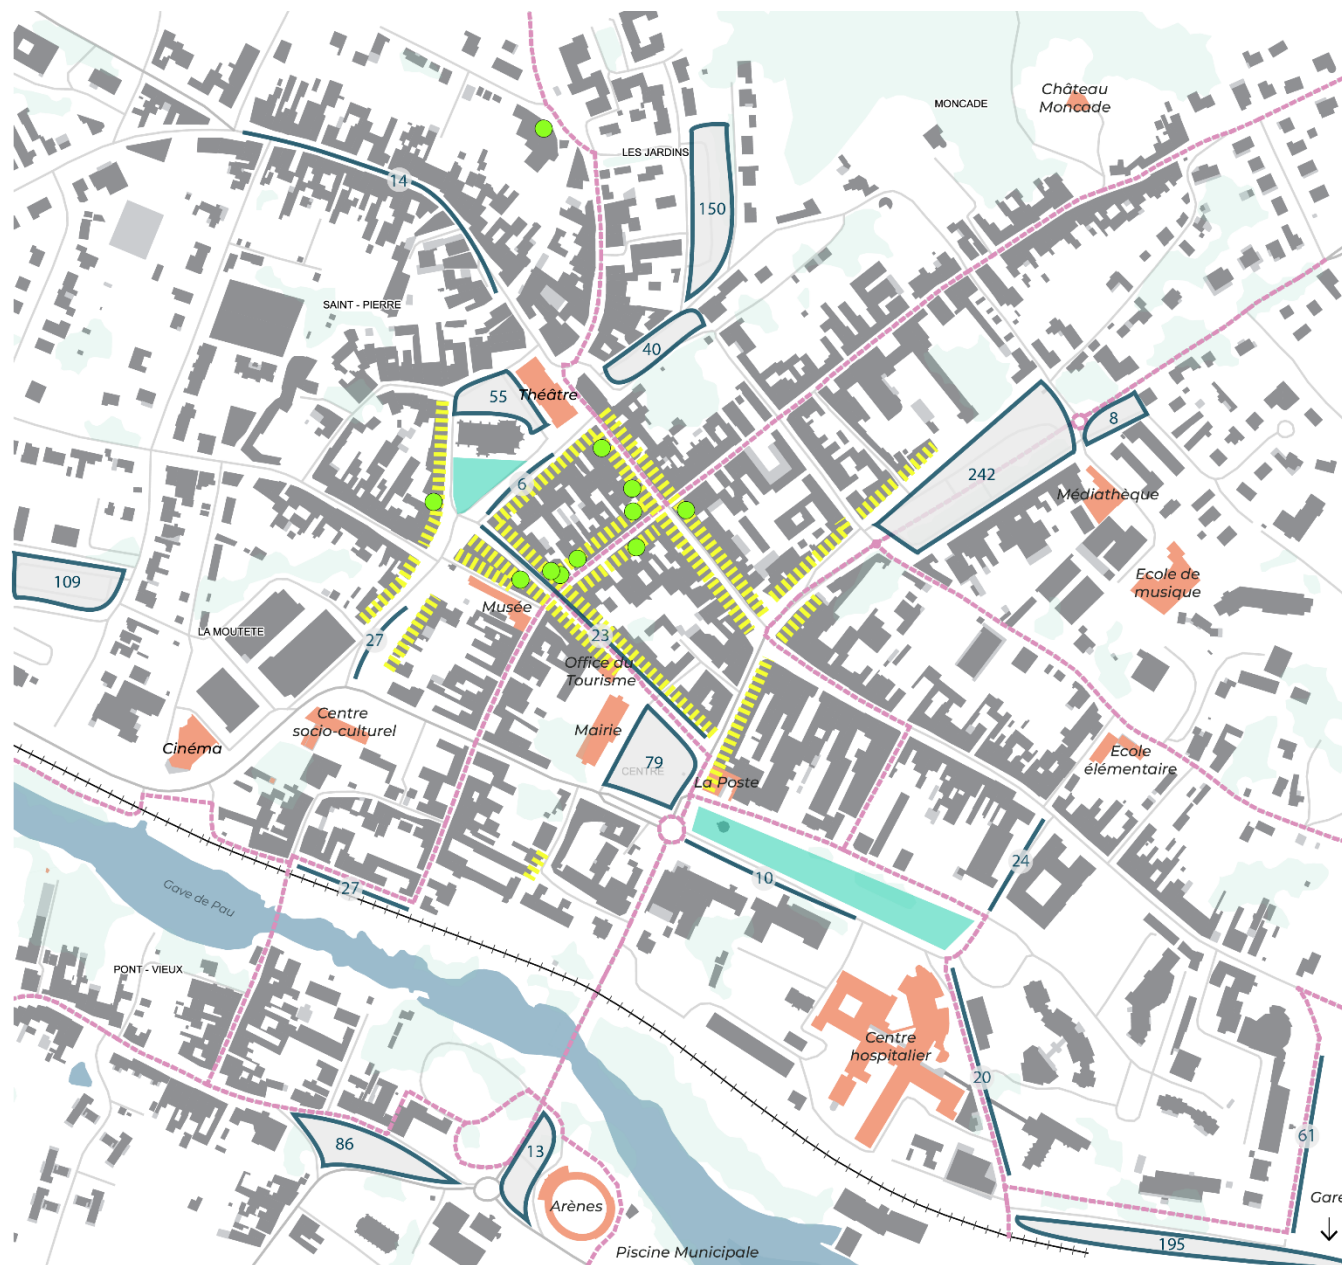 Château
Moncade
MONCADE
LES JARDINS
14
150
SAINT - PIERRE
40
55
Théâtre
8
242
6
Médiathèque
109
Ecole de
musique
Musée
LA MOUTETE
27
23
Office du
Tourisme
Centre
socio-culturel
Mairie
Cinéma
79
CENTRE
La Poste
Ecole
élémentaire
24
10
27
Gave de Pau
PONT - VIEUX
Centre
hospitalier
20
61
86
13
Arènes
Gare
195
Piscine Municipale